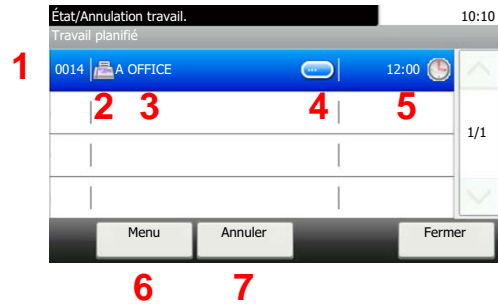 État/Annulation travail. 10:10
Travail planifié
1 0014 A OFFICE 12:00
2 3 4 5
1/1
Menu Annuler Fermer
6 7